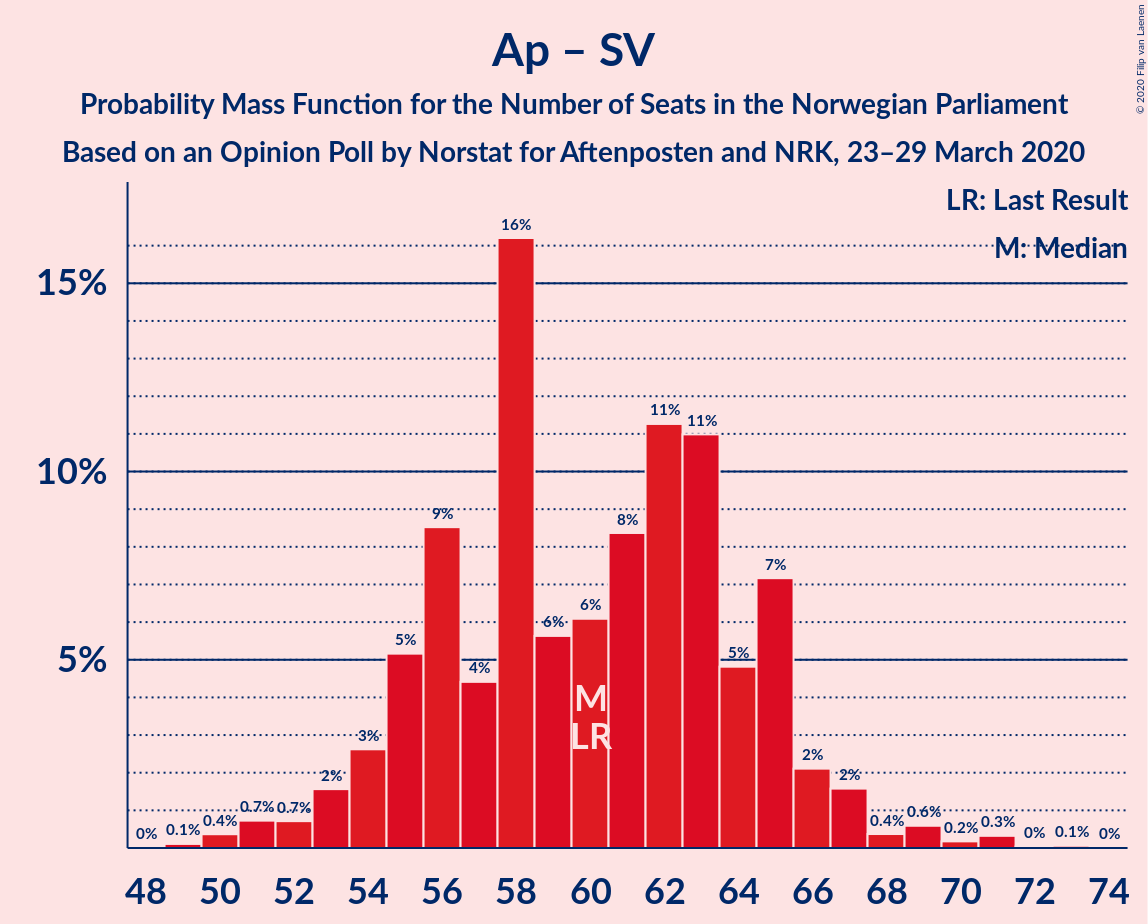 © 2020 Filip van Laenen
Ap – SV
Probability Mass Function for the Number of Seats in the Norwegian Parliament
Based on an Opinion Poll by Norstat for Aftenposten and NRK, 23–29 March 2020
LR: Last Result
M: Median
15%
10%
5%
0% 0.1% 0.4% 0.7% 0.7% 2% 3% 5% 9% 4% 16% 6% 6% 8% 11% 11% 5% 7% 2% 2% 0.4% 0.6% 0.2% 0.3% 0% 0.1% 0%
M
LR
48 50 52 54 56 58 60 62 64 66 68 70 72 74